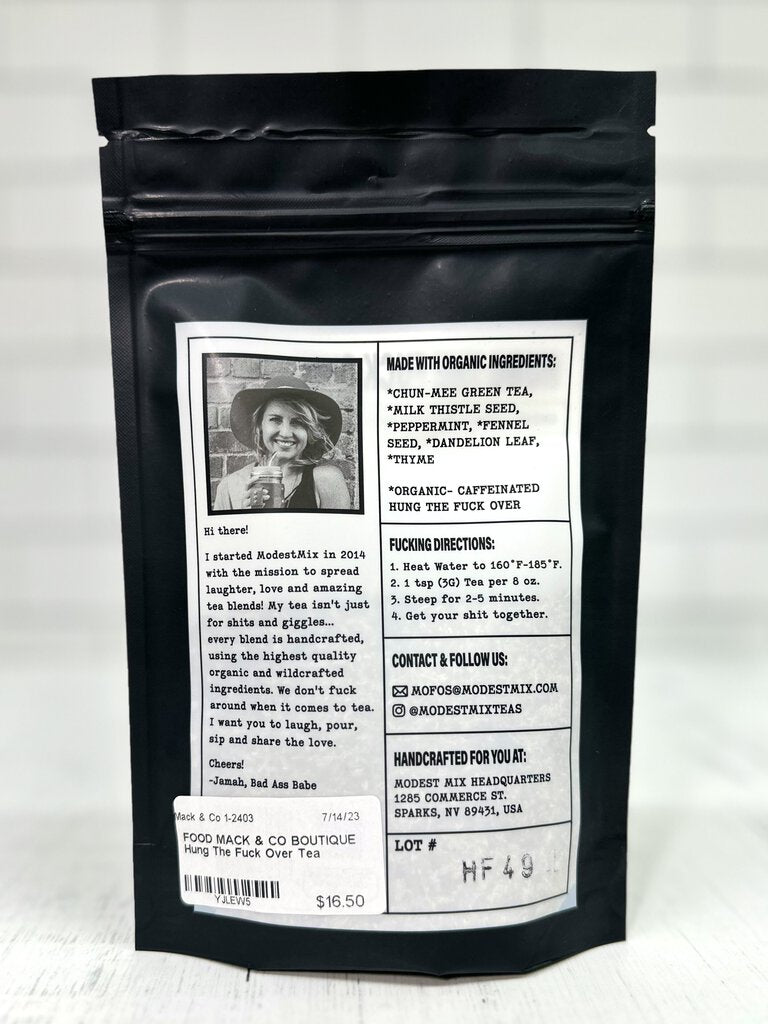 Hi there!
I started ModestMix in 2014
with the mission to spread
laughter, love and amazing
tea blends! My tea isn't just
for shits and giggles...
every blend is handcrafted,
using the highest quality
organic and wildcrafted
ingredients. We don't fuck
around when it comes to tea.
I want you to laugh, pour,
sip and share the love.
Cheers!
-Jamah, Bad Ass Babe
MADE WITH ORGANIC INGREDIENTS:
*CHUN-MEE GREEN TEA,
*MILK THISTLE SEED,
*PEPPERMINT, *FENNEL
SEED, *DANDELION LEAF,
*THYME
*ORGANIC- CAFFEINATED
HUNG THE FUCK OVER
FUCKING DIRECTIONS:
1. Heat Water to 160°F-185°F.
2. 1 tsp (3G) Tea per 8 oz.
3. Steep for 2-5 minutes.
4. Get your shit together.
CONTACT & FOLLOW US:
MOFOS@MODESTMIX.COM
@MODESTMIXTEAS
HANDCRAFTED FOR YOU AT:
MODEST MIX HEADQUARTERS
1285 COMMERCE ST.
SPARKS, NV 89431, USA
LOT #
HF49
Mack & Co 1-2403 7/14/23
FOOD MACK & CO BOUTIQUE
Hung The Fuck Over Tea
YJLEW5
$16.50